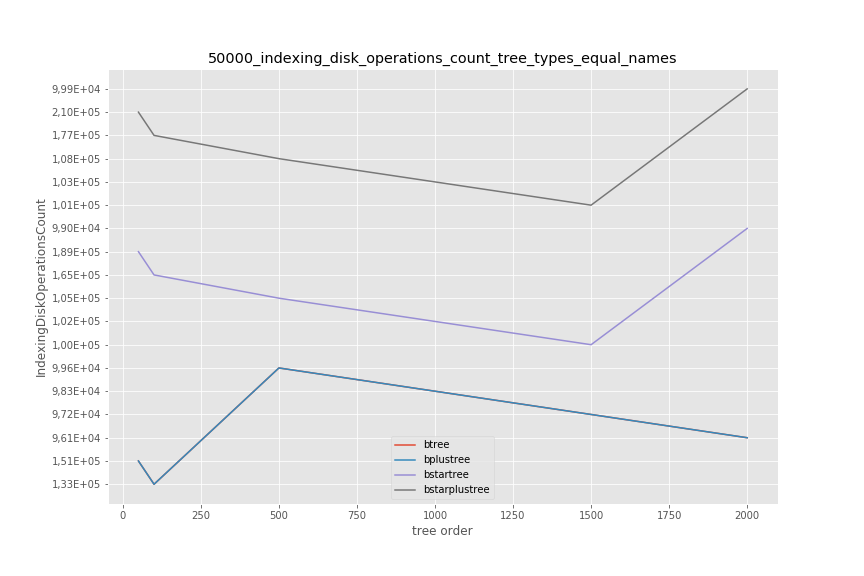 50000_indexing_disk_operations_count_tree_types_equal_names
IndexingDiskOperationsCount
9,99E+04
2,10E+05
1,77E+05
1,08E+05
1,03E+05
1,01E+05
9,90E+04
1,89E+05
1,65E+05
1,05E+05
1,02E+05
1,00E+05
9,96E+04
9,83E+04
9,72E+04
9,61E+04
1,51E+05
1,33E+05
btree
bplustree
bstartree
bstarplustree
0 250 500 750 1000 1250 1500 1750 2000
tree order